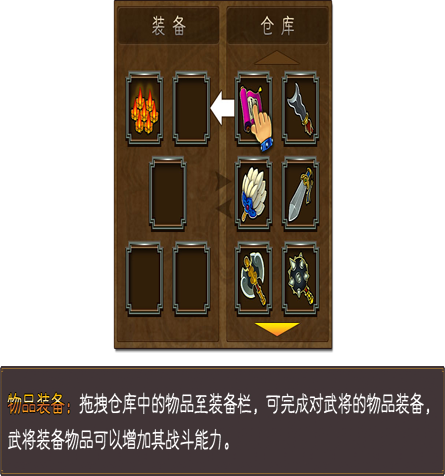 装备 仓库
物品装备：拖拽仓库中的物品至装备栏，可完成对武将的物品装备，
武将装备物品可以增加其战斗能力。